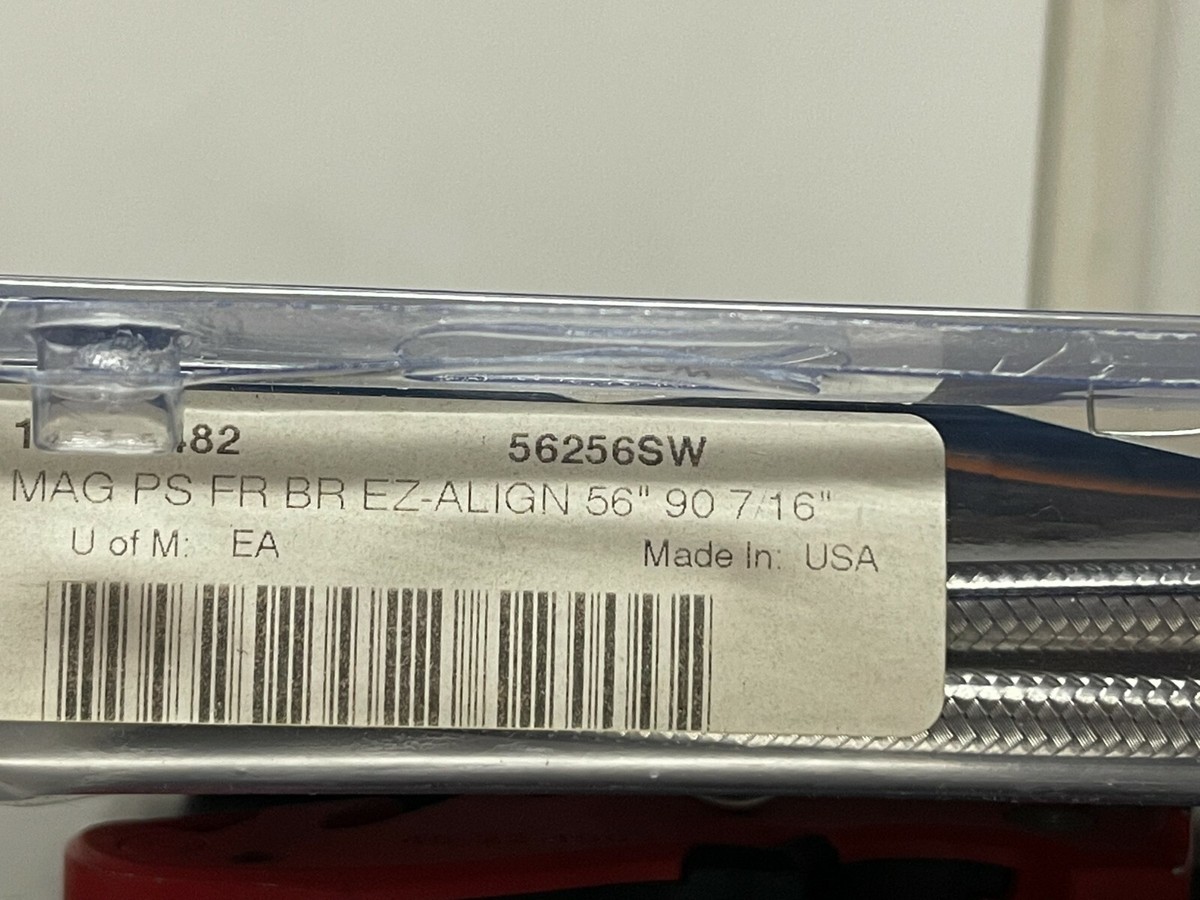 56256SW
MAG PS FR BR EZ-ALIGN 56" 90 7/16"
U of M: EA Made In: USA